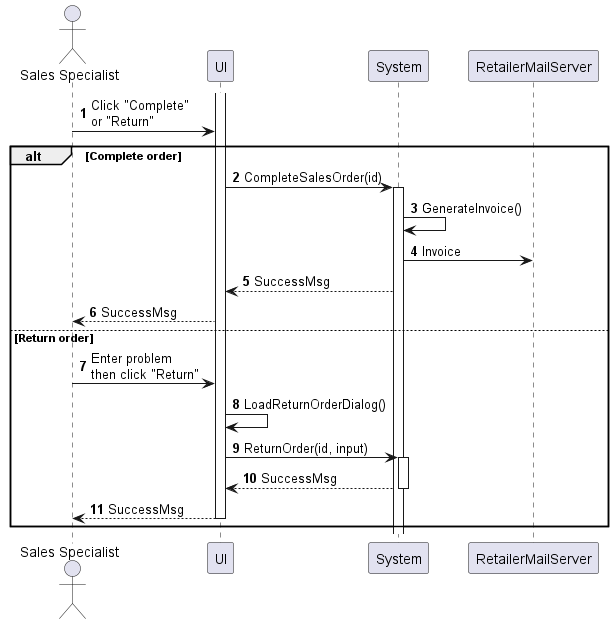 Sales Specialist
UI
System
RetailerMailServer
1 Click "Complete"
or "Return"
alt [Complete order]
2 CompleteSalesOrder(id)
3 GenerateInvoice()
4 Invoice
5 SuccessMsg
6 SuccessMsg
[Return order]
7 Enter problem
then click "Return"
8 LoadReturnOrderDialog()
9 ReturnOrder(id, input)
10 SuccessMsg
11 SuccessMsg
Sales Specialist
UI
System
RetailerMailServer